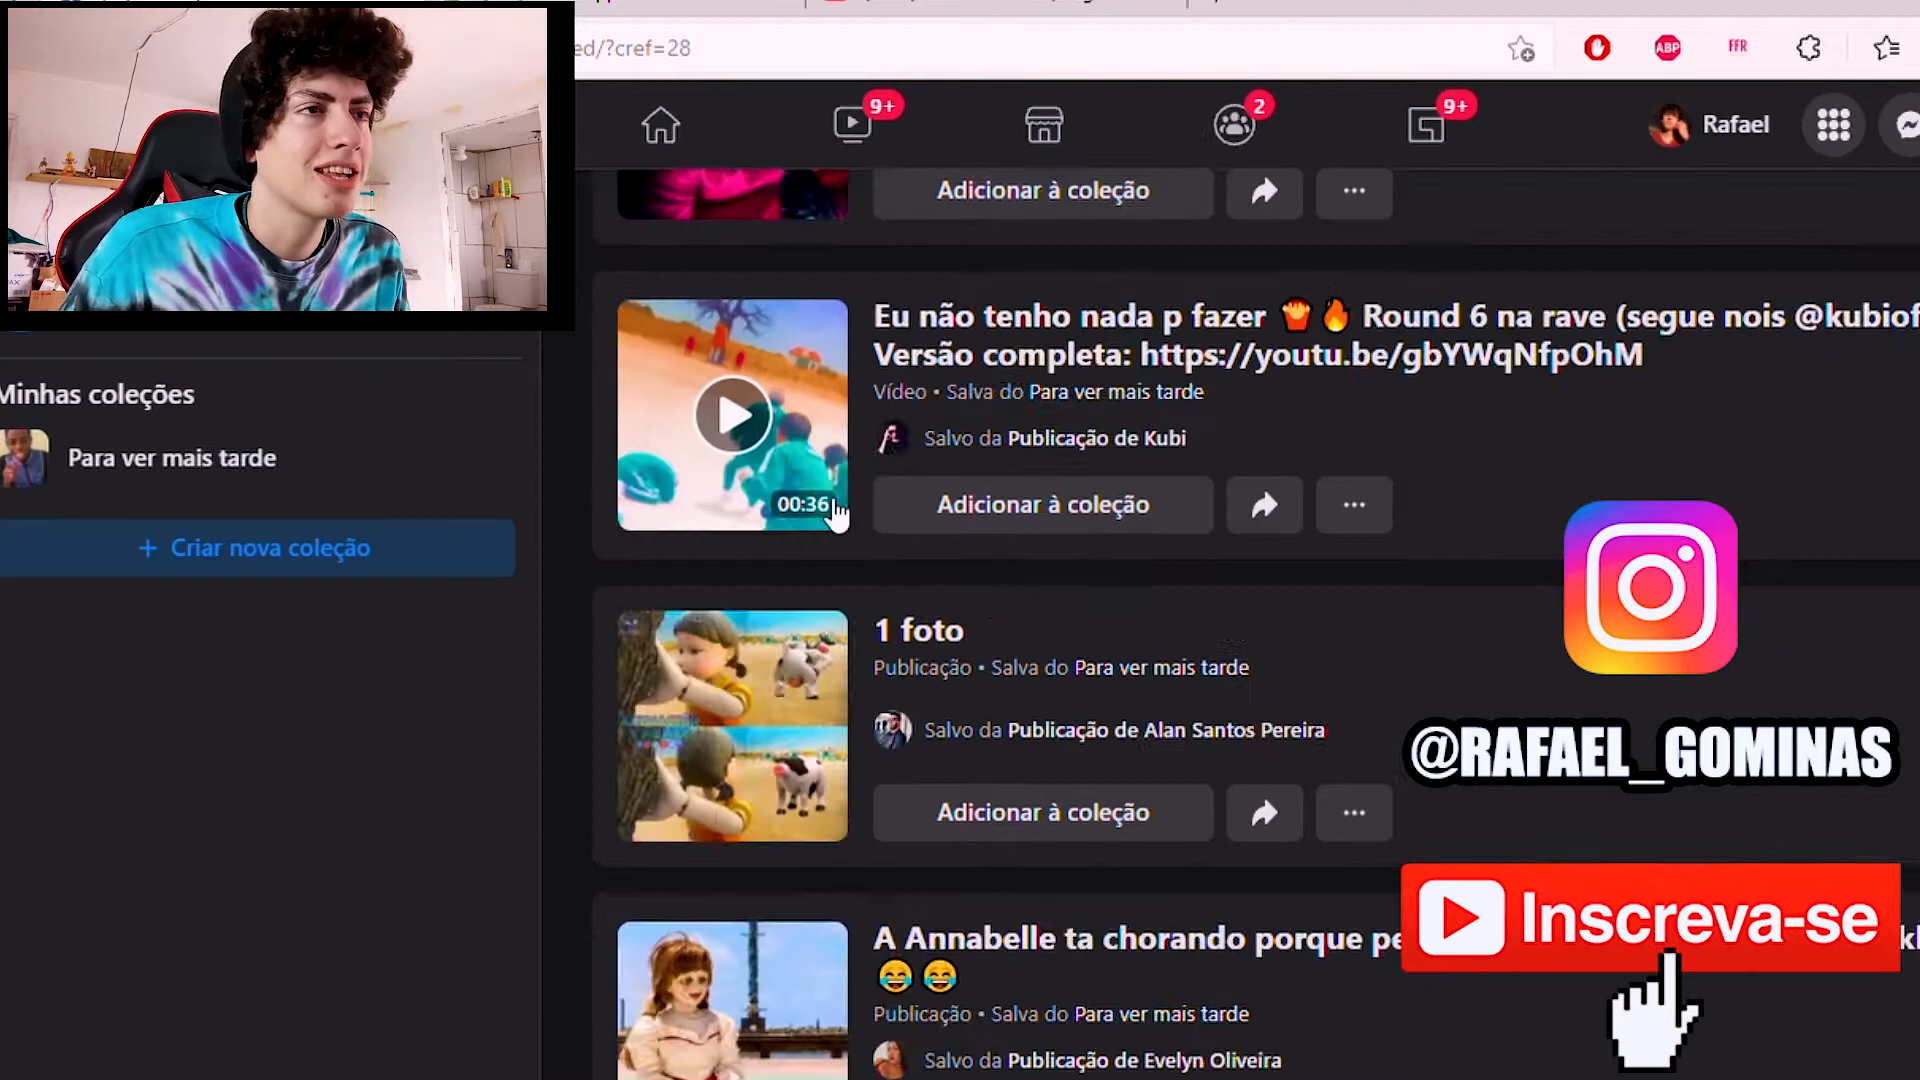 ed/?cref=28
ABP
FFR
9+
2
9+
Rafael
Adicionar à coleção
Eu não tenho nada p fazer 🍟🔥 Round 6 na rave (segue nois @kubiof
Versão completa: https://youtu.be/gbYWqNfpOhM
Vídeo • Salva do Para ver mais tarde
Salvo da Publicação de Kubi
00:36
Adicionar à coleção
Minhas coleções
Para ver mais tarde
+ Criar nova coleção
1 foto
Publicação • Salva do Para ver mais tarde
Salvo da Publicação de Alan Santos Pereira
Adicionar à coleção
@RAFAEL_GOMINAS
Inscreva-se
A Annabelle ta chorando porque pe
😂 😂
Publicação • Salva do Para ver mais tarde
Salvo da Publicação de Evelyn Oliveira